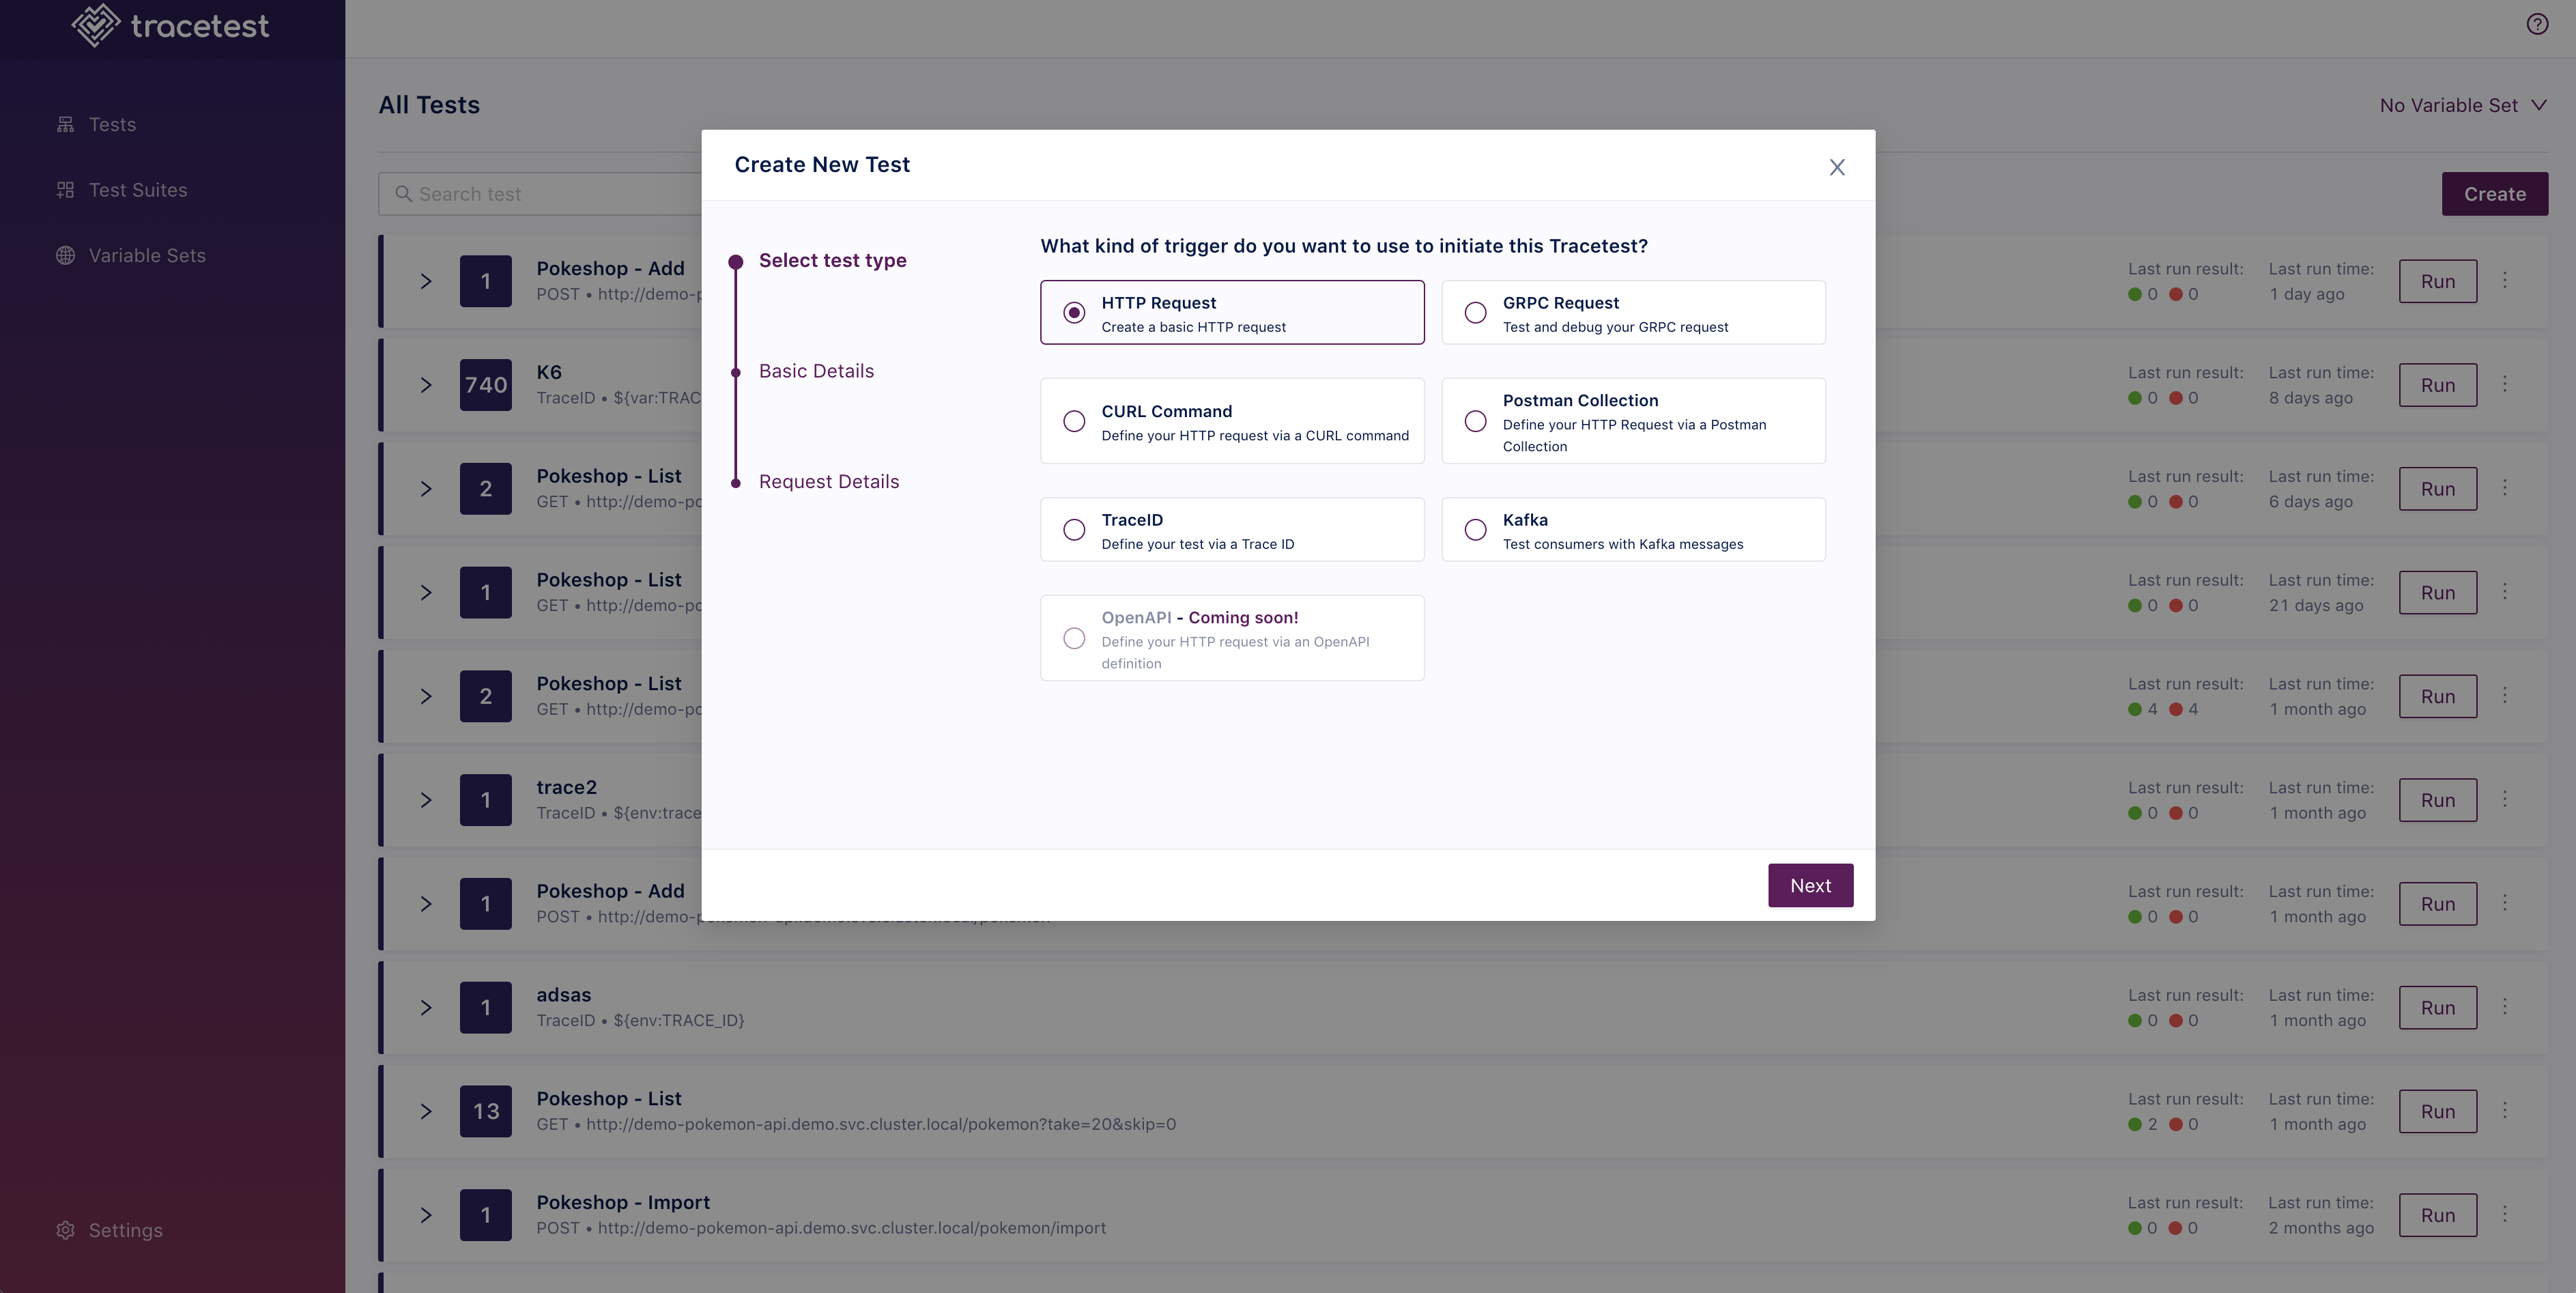 tracetest
Tests
Test Suites
Variable Sets
Settings
All Tests
No Variable Set
Search test
Create
Create New Test
X
Select test type
Basic Details
Request Details
What kind of trigger do you want to use to initiate this Tracetest?
HTTP Request
Create a basic HTTP request
GRPC Request
Test and debug your GRPC request
CURL Command
Define your HTTP request via a CURL command
Postman Collection
Define your HTTP Request via a Postman
Collection
TraceID
Define your test via a Trace ID
Kafka
Test consumers with Kafka messages
OpenAPI - Coming soon!
Define your HTTP request via an OpenAPI
definition
Next
1
Pokeshop - Add
POST • http://demo-p
Last run result: Last run time:
0 0 1 day ago
Run
740
K6
TraceID • ${var:TRAC
Last run result: Last run time:
0 0 8 days ago
Run
2
Pokeshop - List
GET • http://demo-po
Last run result: Last run time:
0 0 6 days ago
Run
1
Pokeshop - List
GET • http://demo-po
Last run result: Last run time:
0 0 21 days ago
Run
2
Pokeshop - List
GET • http://demo-po
Last run result: Last run time:
4 4 1 month ago
Run
1
trace2
TraceID • ${env:trace
Last run result: Last run time:
0 0 1 month ago
Run
1
Pokeshop - Add
POST • http://demo-p
Last run result: Last run time:
0 0 1 month ago
Run
1
adsas
TraceID • ${env:TRACE_ID}
Last run result: Last run time:
0 0 1 month ago
Run
13
Pokeshop - List
GET • http://demo-pokemon-api.demo.svc.cluster.local/pokemon?take=20&skip=0
Last run result: Last run time:
2 0 1 month ago
Run
1
Pokeshop - Import
POST • http://demo-pokemon-api.demo.svc.cluster.local/pokemon/import
Last run result: Last run time:
0 0 2 months ago
Run